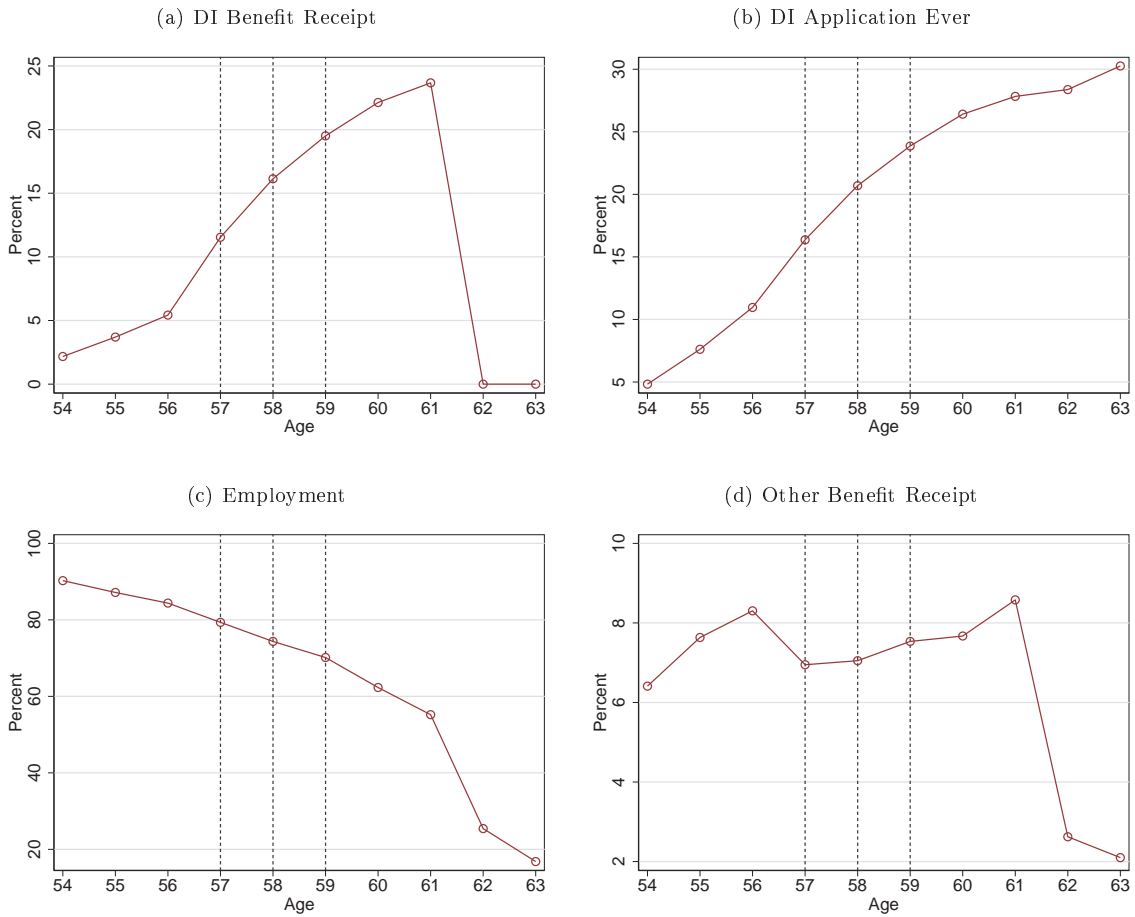 (a) DI Benefit Receipt
Percent
25
20
15
10
5
0
54 55 56 57 58 59 60 61 62 63
Age
(b) DI Application Ever
Percent
30
25
20
15
10
5
54 55 56 57 58 59 60 61 62 63
Age
(c) Employment
Percent
100
80
60
40
20
54 55 56 57 58 59 60 61 62 63
Age
(d) Other Benefit Receipt
Percent
10
8
6
4
2
54 55 56 57 58 59 60 61 62 63
Age